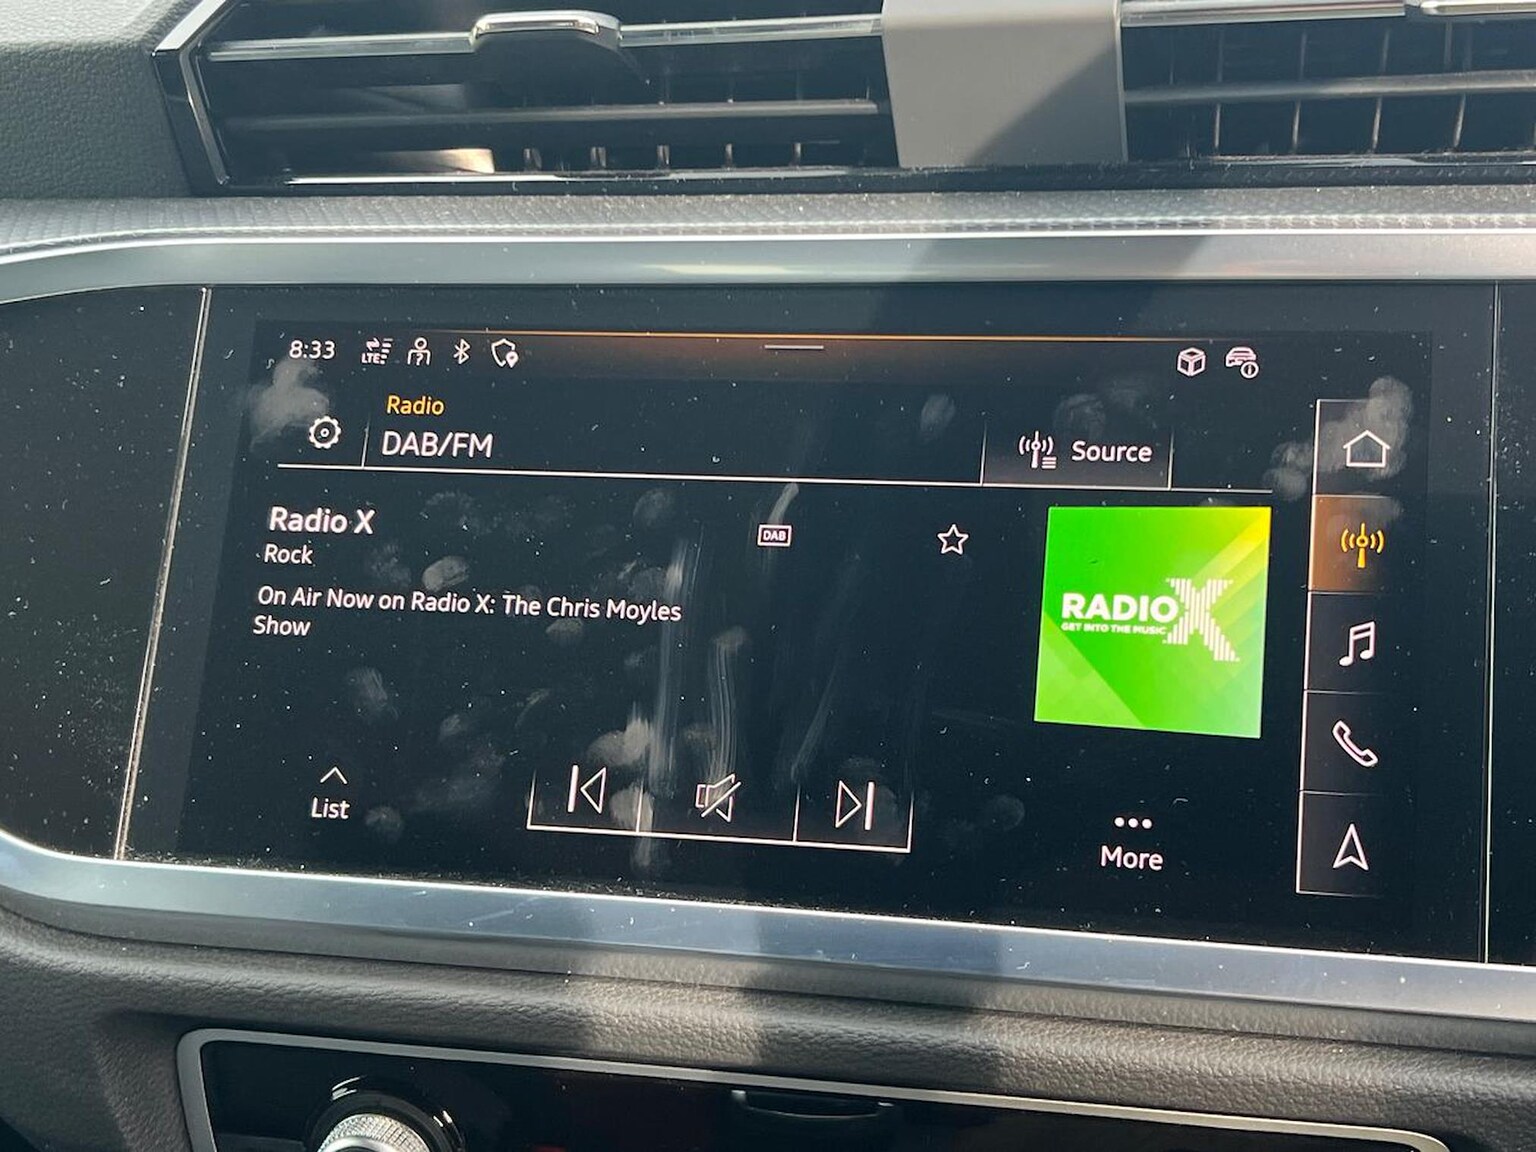 8:33
LTE
Radio
DAB/FM
Source
Radio X
DAB
Rock
On Air Now on Radio X: The Chris Moyles
Show
RADIO X
GET INTO THE MUSIC
List
More